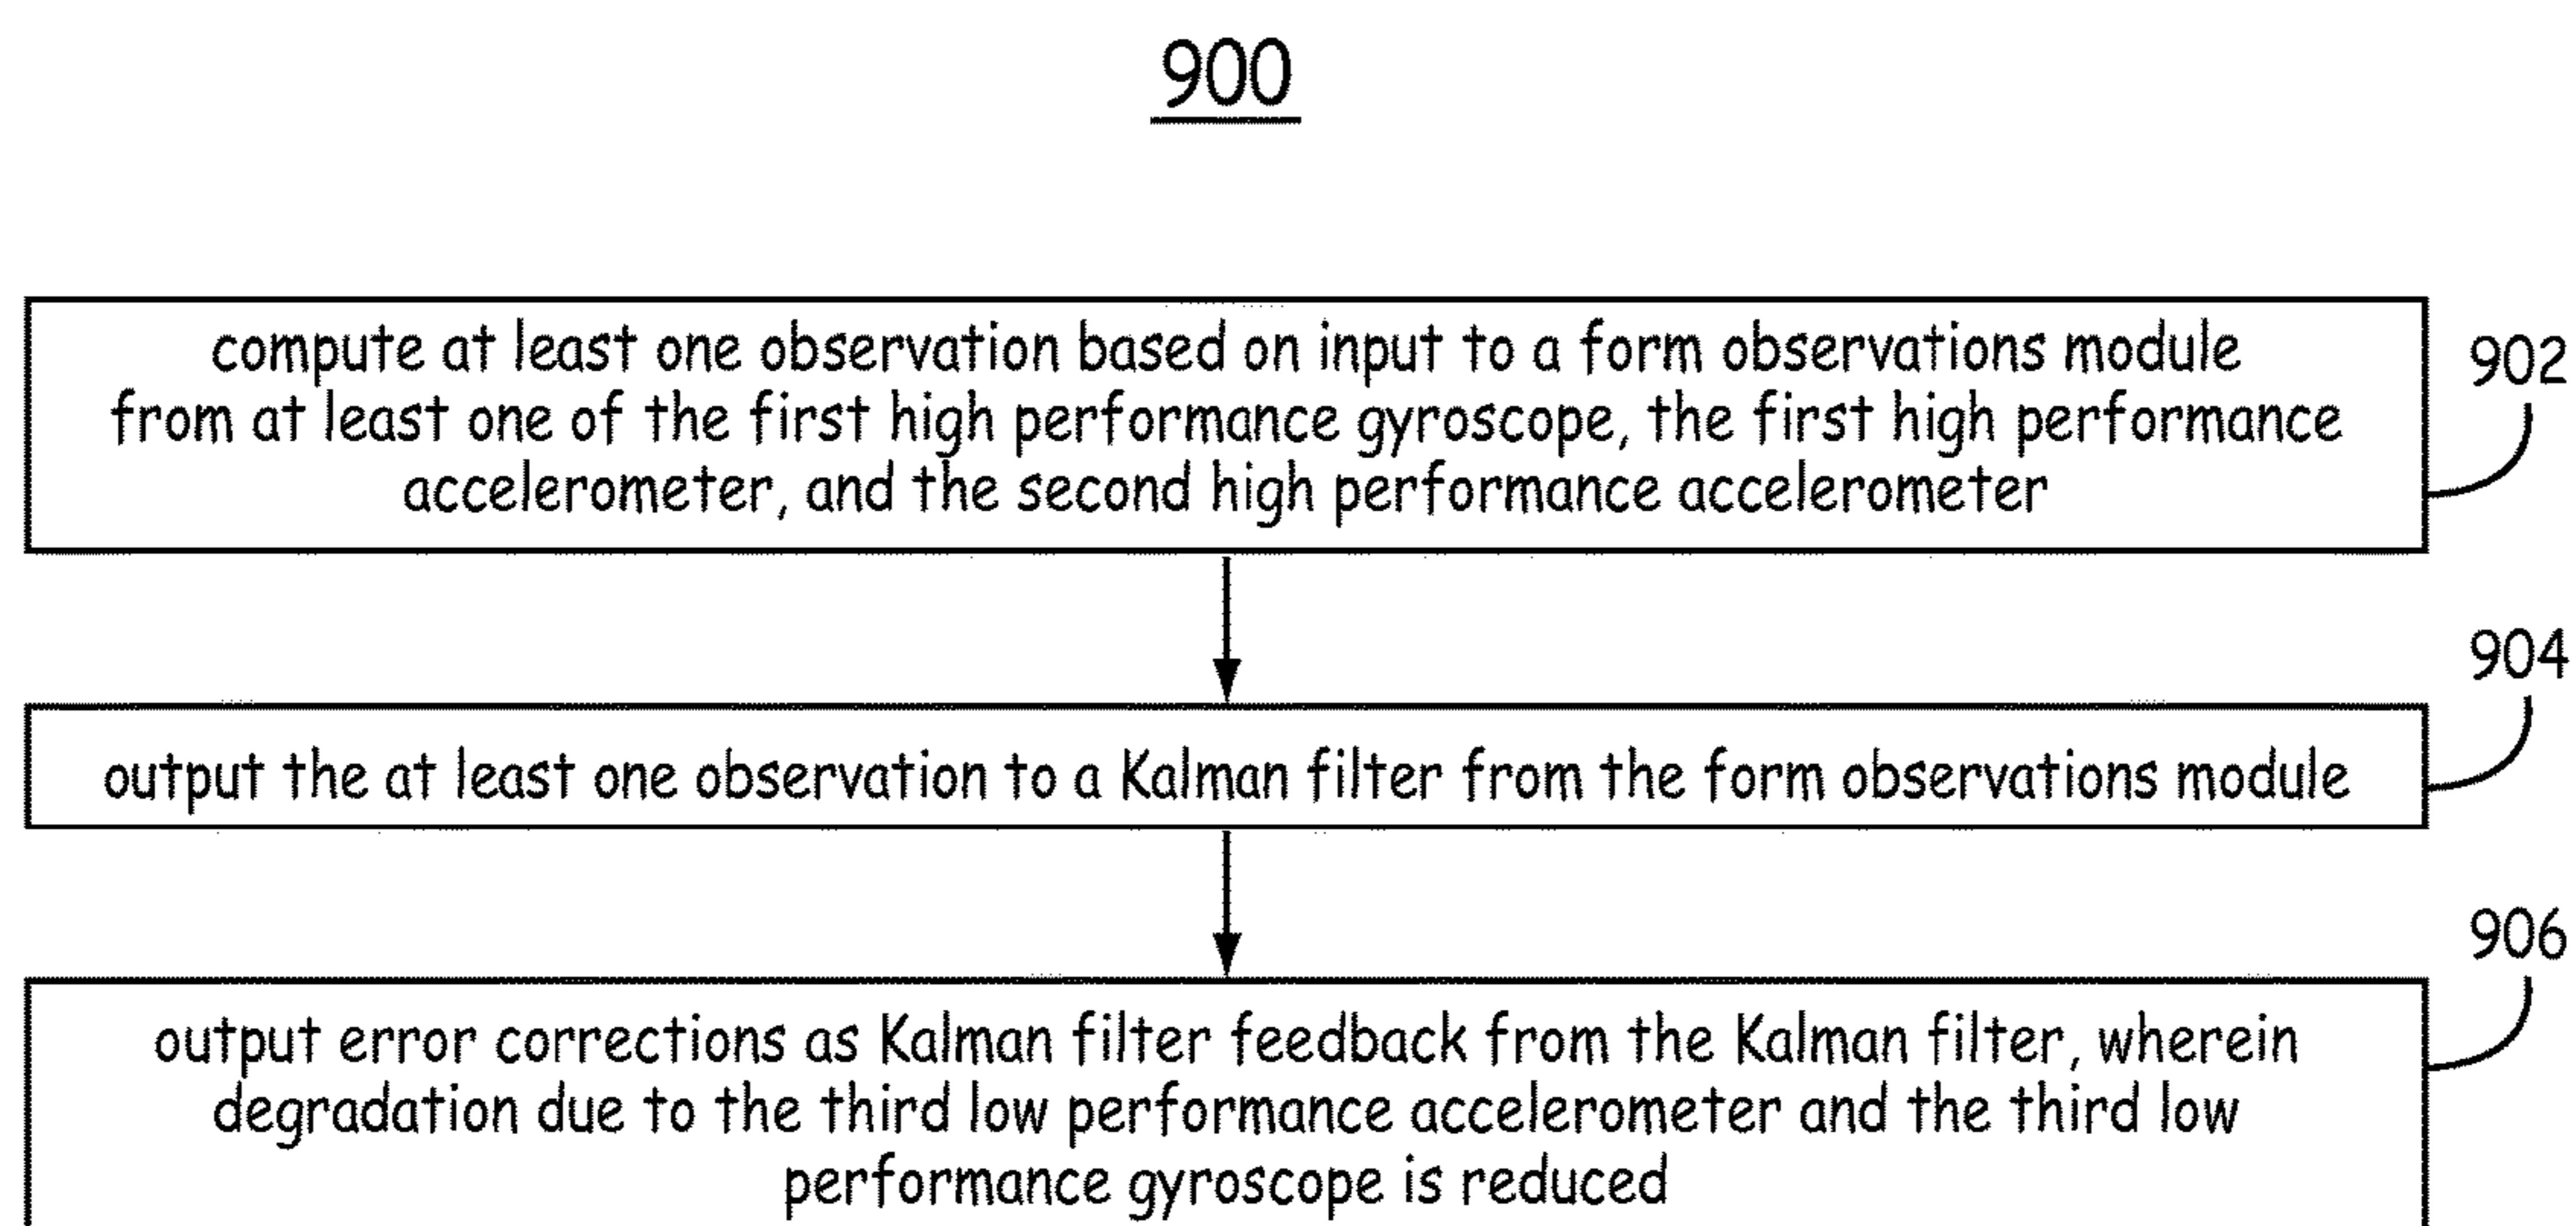 900
compute at least one observation based on input to a form observations module
from at least one of the first high performance gyroscope, the first high performance
accelerometer, and the second high performance accelerometer
902
output the at least one observation to a Kalman filter from the form observations module
904
output error corrections as Kalman filter feedback from the Kalman filter, wherein
degradation due to the third low performance accelerometer and the third low
performance gyroscope is reduced
906